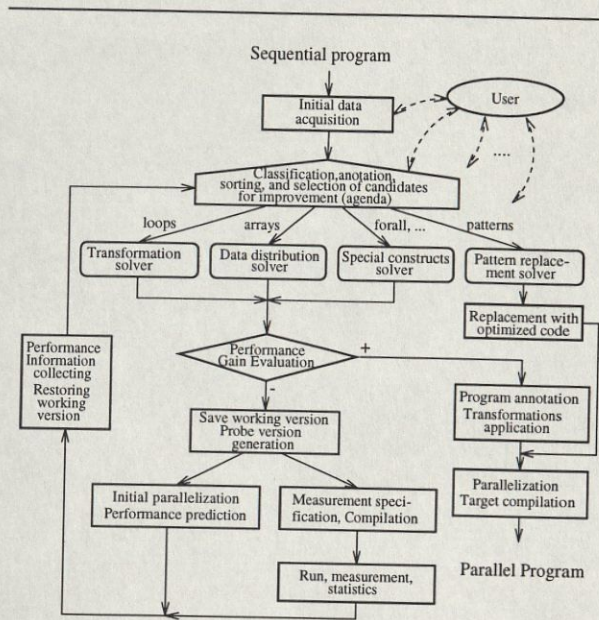 Sequential program
Initial data
acquisition
User
....
Classification,anotation,
sorting, and selection of candidates
for improvement (agenda)
loops
arrays
forall, ...
patterns
Transformation
solver
Data distribution
solver
Special constructs
solver
Pattern replace-
ment solver
Replacement with
optimized code
Performance
Information
collecting
Restoring
working
version
Performance
Gain Evaluation
+
-
Program annotation
Transformations
application
Save working version
Probe version
generation
Parallelization
Target compilation
Initial parallelization
Performance prediction
Measurement speci-
fication, Compilation
Parallel Program
Run, measurement,
statistics